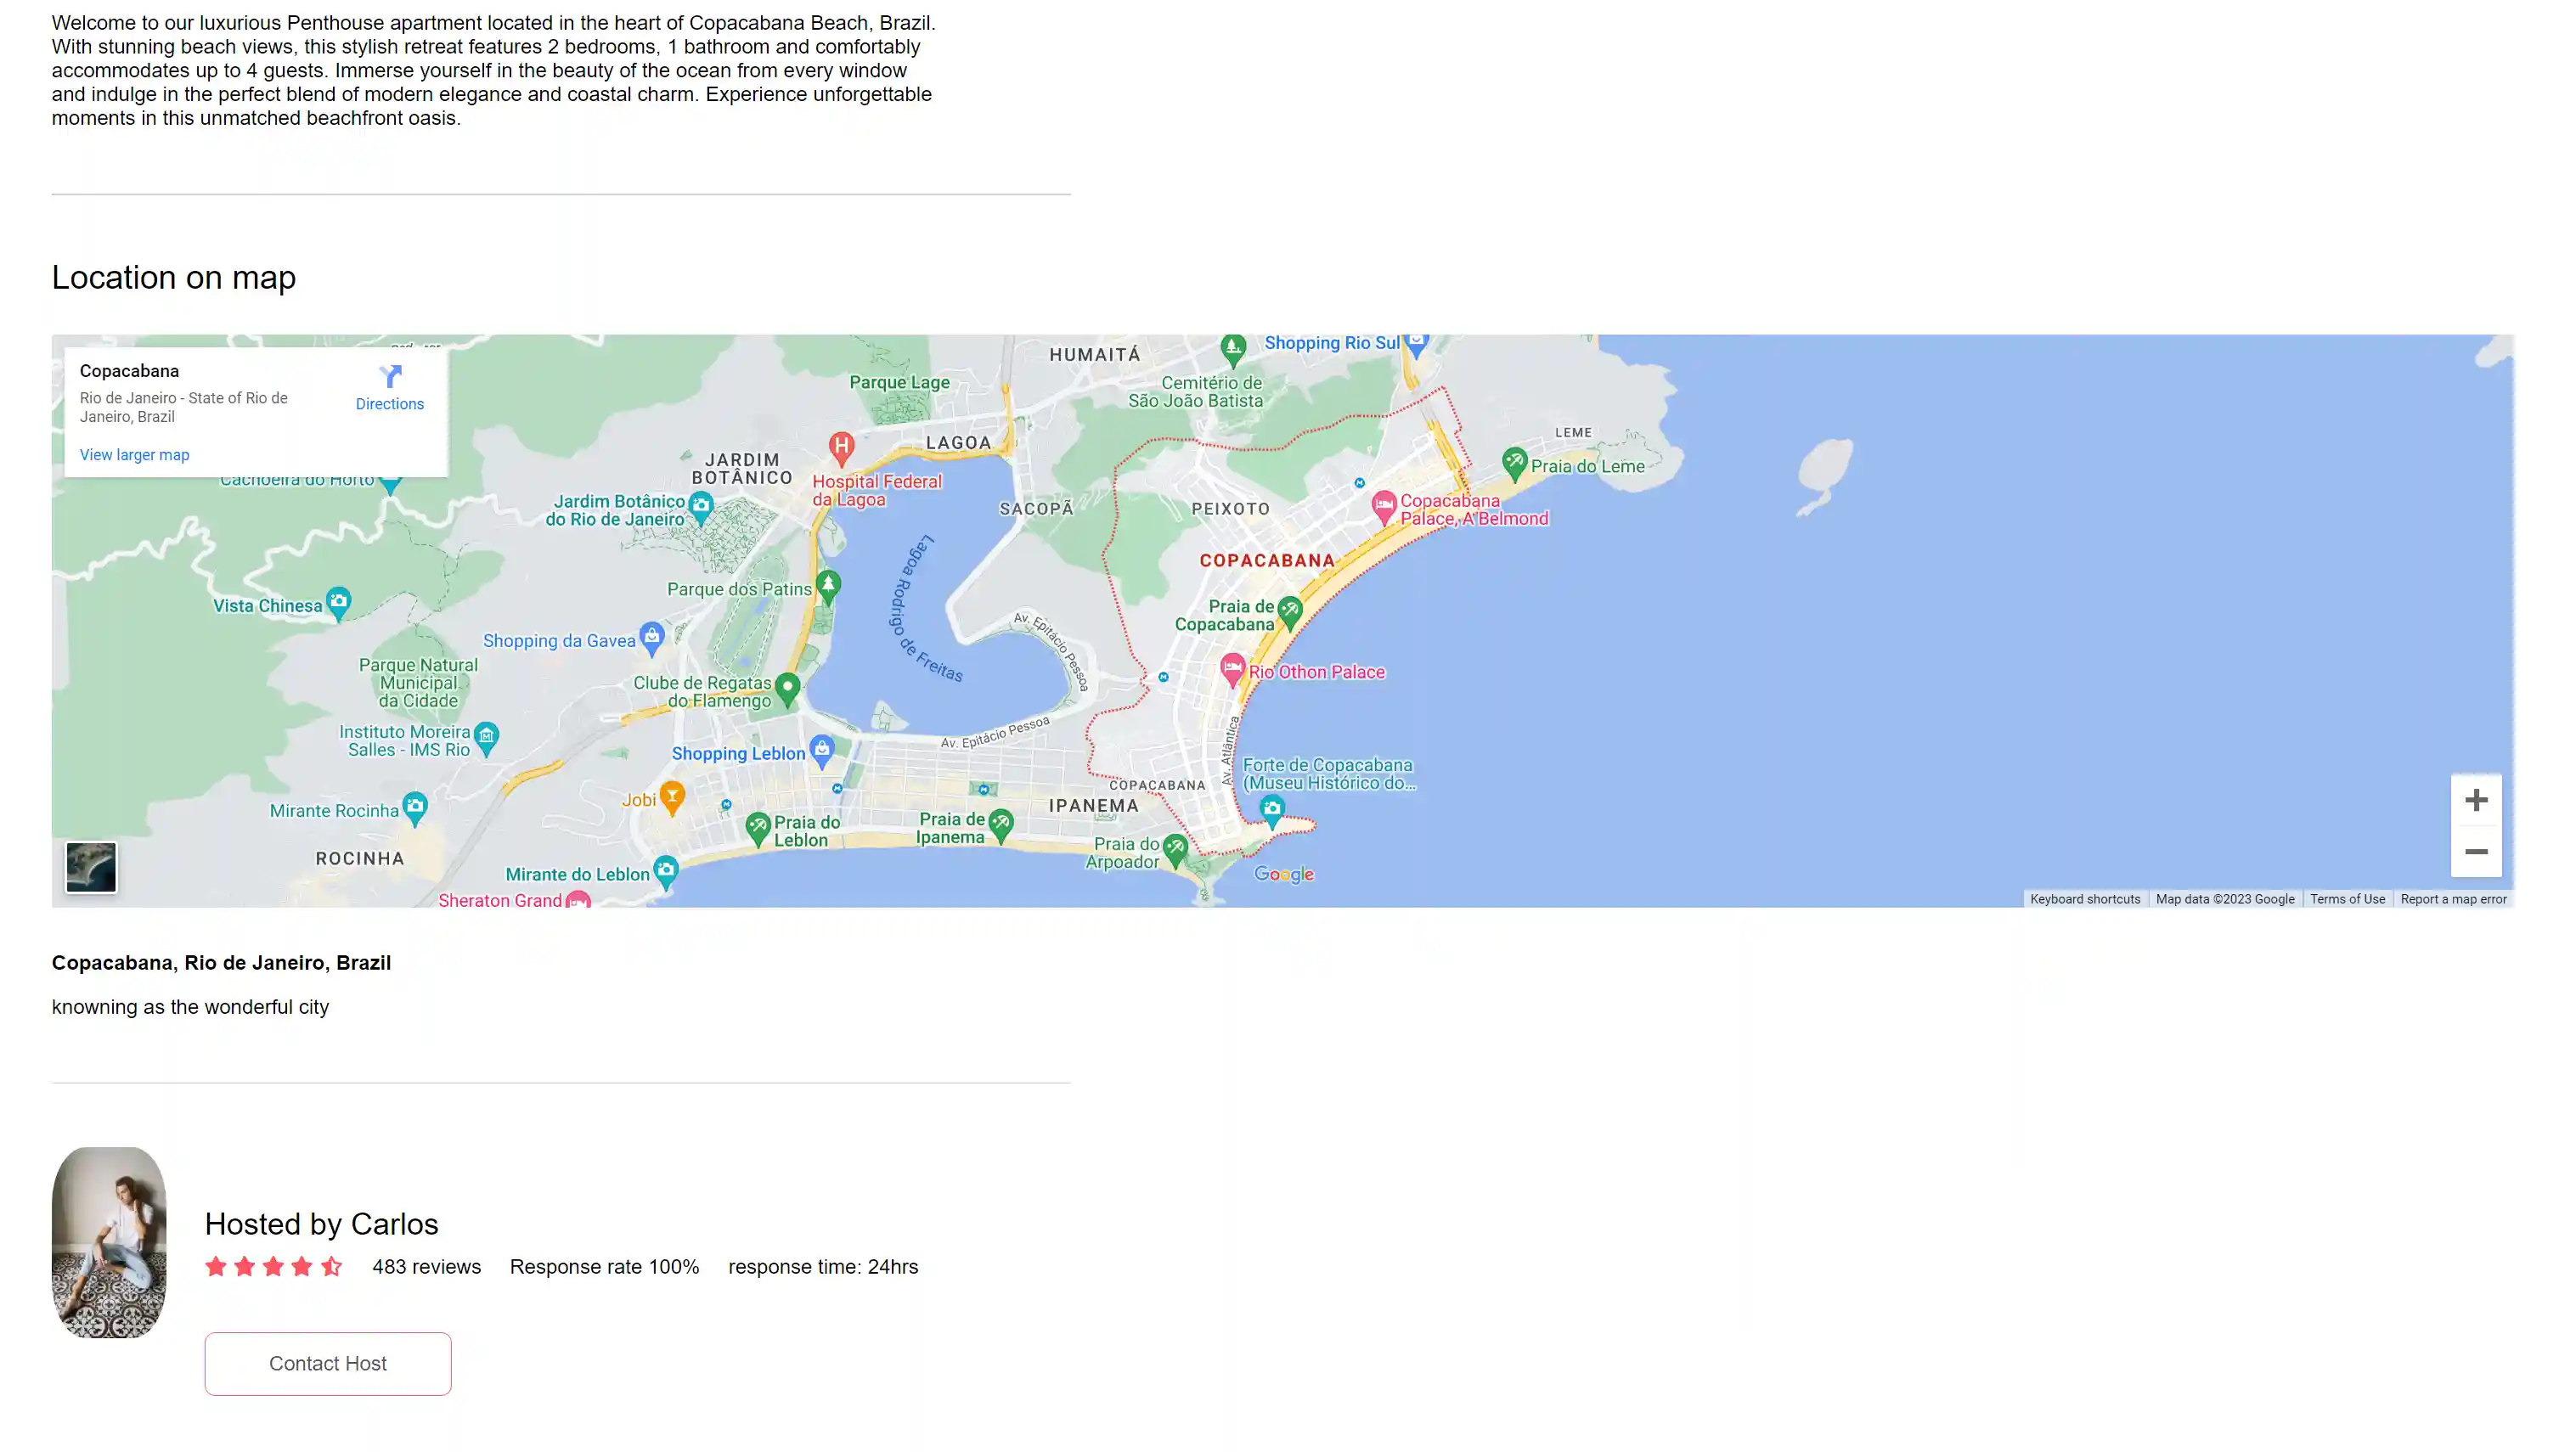 Welcome to our luxurious Penthouse apartment located in the heart of Copacabana Beach, Brazil.
With stunning beach views, this stylish retreat features 2 bedrooms, 1 bathroom and comfortably
accommodates up to 4 guests. Immerse yourself in the beauty of the ocean from every window
and indulge in the perfect blend of modern elegance and coastal charm. Experience unforgettable
moments in this unmatched beachfront oasis.
Location on map
Copacabana
Rio de Janeiro - State of Rio de
Janeiro, Brazil
Directions
View larger map
HUMAITÁ
Shopping Rio Sul
Parque Lage
Cemitério de
São João Batista
LAGOA
LEME
JARDIM
BOTÂNICO
Praia do Leme
Cachoeira do Horto
Hospital Federal
da Lagoa
Jardim Botânico
do Rio de Janeiro
SACOPÃ
PEIXOTO
Copacabana
Palace, A Belmond
COPACABANA
Lagoa Rodrigo de Freitas
Parque dos Patins
Vista Chinesa
Praia de
Copacabana
Av. Epitácio Pessoa
Shopping da Gavea
Parque Natural
Municipal
da Cidade
Rio Othon Palace
Clube de Regatas
do Flamengo
Instituto Moreira
Salles - IMS Rio
Av. Epitácio Pessoa
Av. Atlântica
Shopping Leblon
Forte de Copacabana
(Museu Histórico do...
COPACABANA
Jobi
IPANEMA
Mirante Rocinha
Praia do
Leblon
Praia de
Ipanema
Praia do
Arpoador
ROCINHA
Mirante do Leblon
Google
Sheraton Grand
Keyboard shortcuts
Map data ©2023 Google
Terms of Use
Report a map error
Copacabana, Rio de Janeiro, Brazil
knowning as the wonderful city
Hosted by Carlos
483 reviews
Response rate 100%
response time: 24hrs
Contact Host